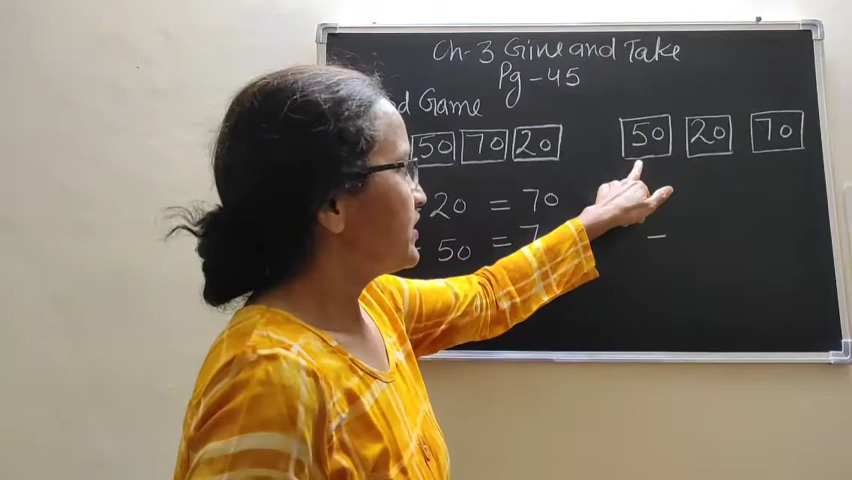 Ch-3 Give and Take
Pg-45
Game
50 70 20 50 20 70
20 = 70
50 = 7
-